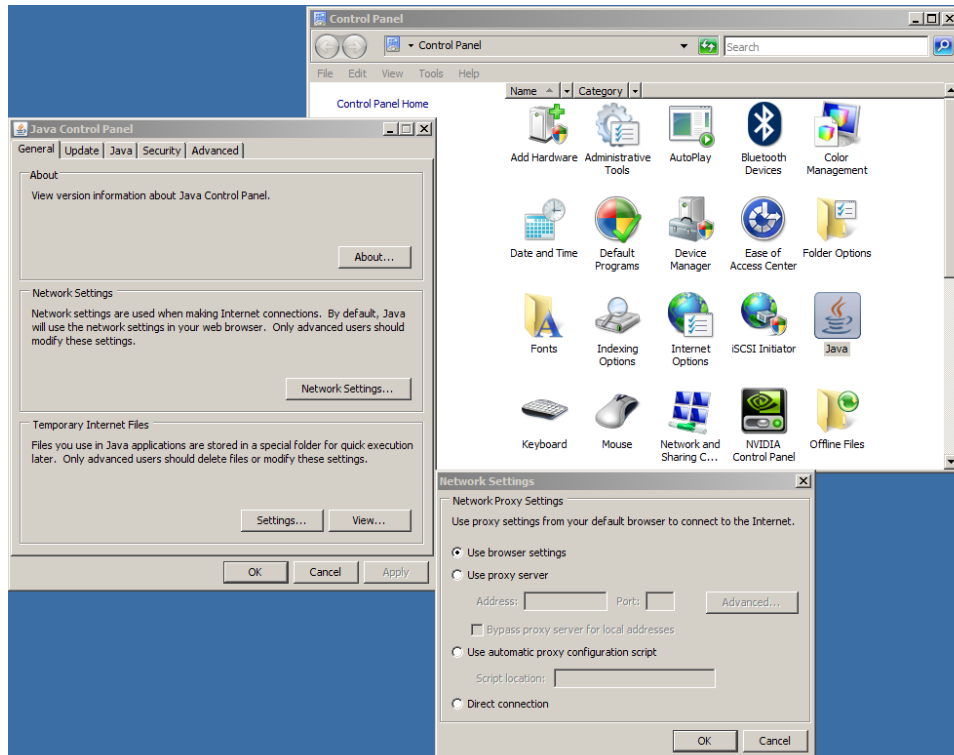 Control Panel
Control Panel
Search
File Edit View Tools Help
Control Panel Home
Name Category
Add Hardware
Administrative
Tools
AutoPlay
Bluetooth
Devices
Color
Management
Date and Time
Default
Programs
Device
Manager
Ease of
Access Center
Folder Options
Fonts
Indexing
Options
Internet
Options
iSCSI Initiator
Java
Keyboard
Mouse
Network and
Sharing C...
NVIDIA
Control Panel
Offline Files
Java Control Panel
General Update Java Security Advanced
About
View version information about Java Control Panel.
About...
Network Settings
Network settings are used when making Internet connections. By default, Java
will use the network settings in your web browser. Only advanced users should
modify these settings.
Network Settings...
Temporary Internet Files
Files you use in Java applications are stored in a special folder for quick execution
later. Only advanced users should delete files or modify these settings.
Settings... View...
OK Cancel Apply
Network Settings
Network Proxy Settings
Use proxy settings from your default browser to connect to the Internet.
Use browser settings
Use proxy server
Address: Port: Advanced...
Bypass proxy server for local addresses
Use automatic proxy configuration script
Script location:
Direct connection
OK Cancel